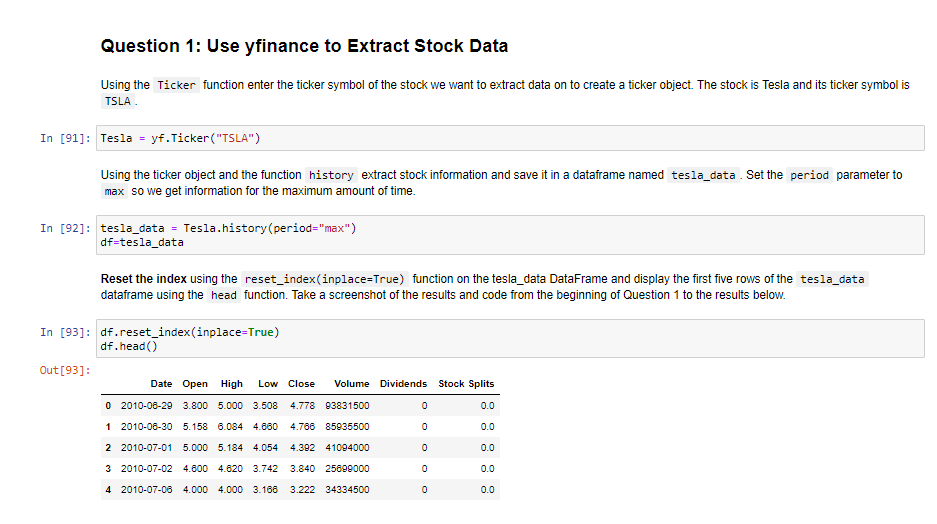 Question 1: Use yfinance to Extract Stock Data
Using the Ticker function enter the ticker symbol of the stock we want to extract data on to create a ticker object. The stock is Tesla and its ticker symbol is
TSLA .
In [91]: Tesla = yf.Ticker("TSLA")
Using the ticker object and the function history extract stock information and save it in a dataframe named tesla_data . Set the period parameter to
max so we get information for the maximum amount of time.
In [92]: tesla_data = Tesla.history(period="max")
df=tesla_data
Reset the index using the reset_index(inplace=True) function on the tesla_data DataFrame and display the first five rows of the tesla_data
dataframe using the head function. Take a screenshot of the results and code from the beginning of Question 1 to the results below.
In [93]: df.reset_index(inplace=True)
df.head()
Out[93]:
Date Open High Low Close Volume Dividends Stock Splits
0 2010-06-29 3.800 5.000 3.508 4.778 93831500 0 0.0
1 2010-06-30 5.158 6.084 4.660 4.766 85935500 0 0.0
2 2010-07-01 5.000 5.184 4.054 4.392 41094000 0 0.0
3 2010-07-02 4.600 4.620 3.742 3.840 25699000 0 0.0
4 2010-07-06 4.000 4.000 3.166 3.222 34334500 0 0.0